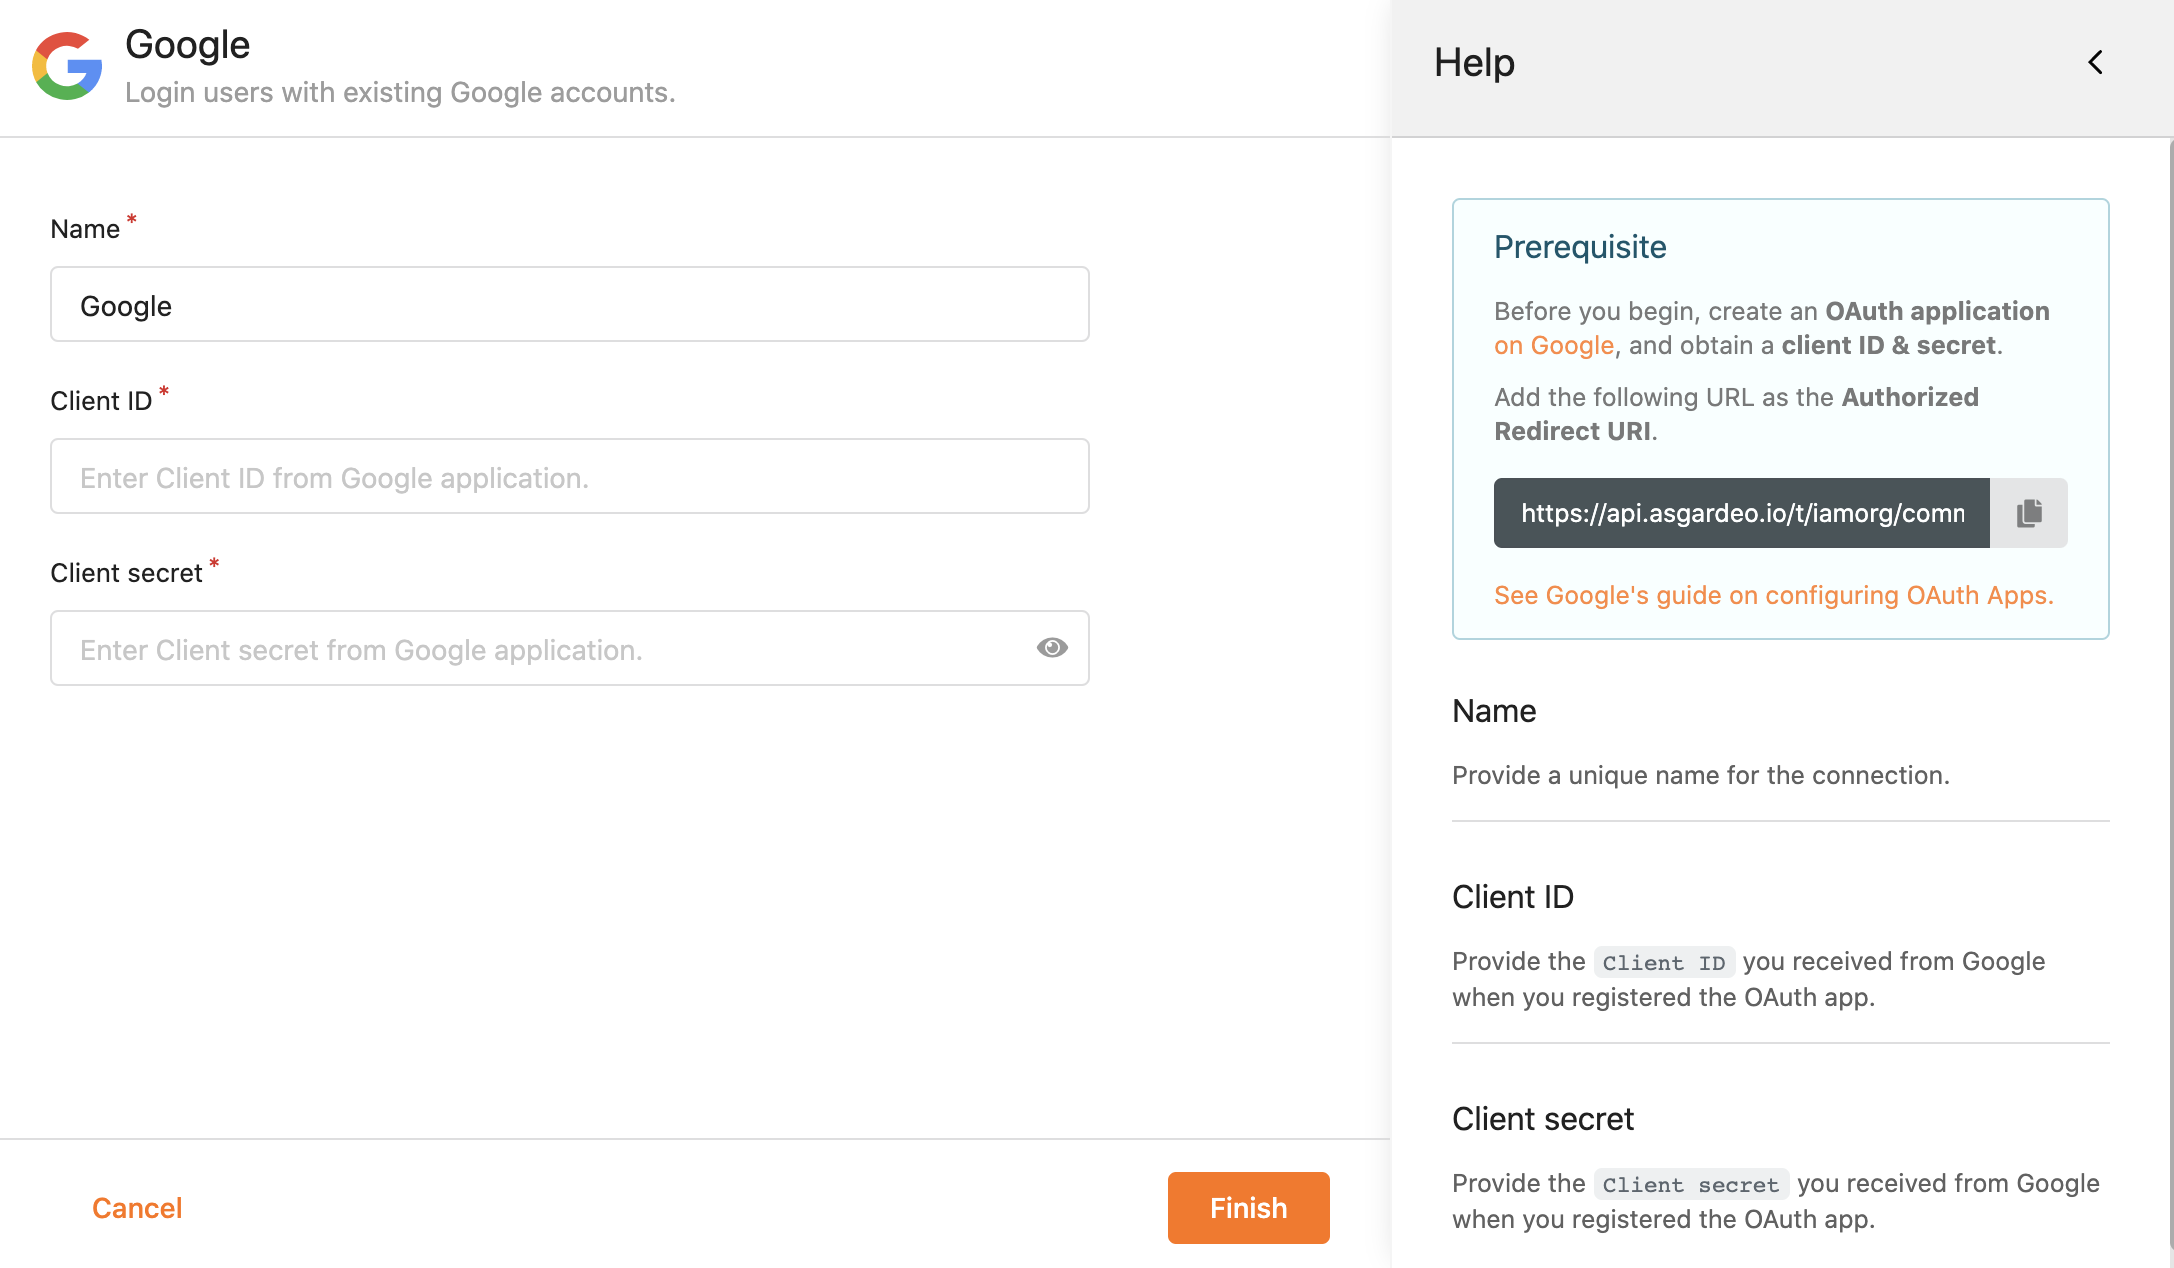 Google
Login users with existing Google accounts.
Name *
Google
Client ID *
Enter Client ID from Google application.
Client secret *
Enter Client secret from Google application.
Cancel
Finish
Help
Prerequisite
Before you begin, create an OAuth application
on Google, and obtain a client ID & secret.
Add the following URL as the Authorized
Redirect URI.
https://api.asgardeo.io/t/iamorg/comn
See Google's guide on configuring OAuth Apps.
Name
Provide a unique name for the connection.
Client ID
Provide the Client ID you received from Google
when you registered the OAuth app.
Client secret
Provide the Client secret you received from Google
when you registered the OAuth app.